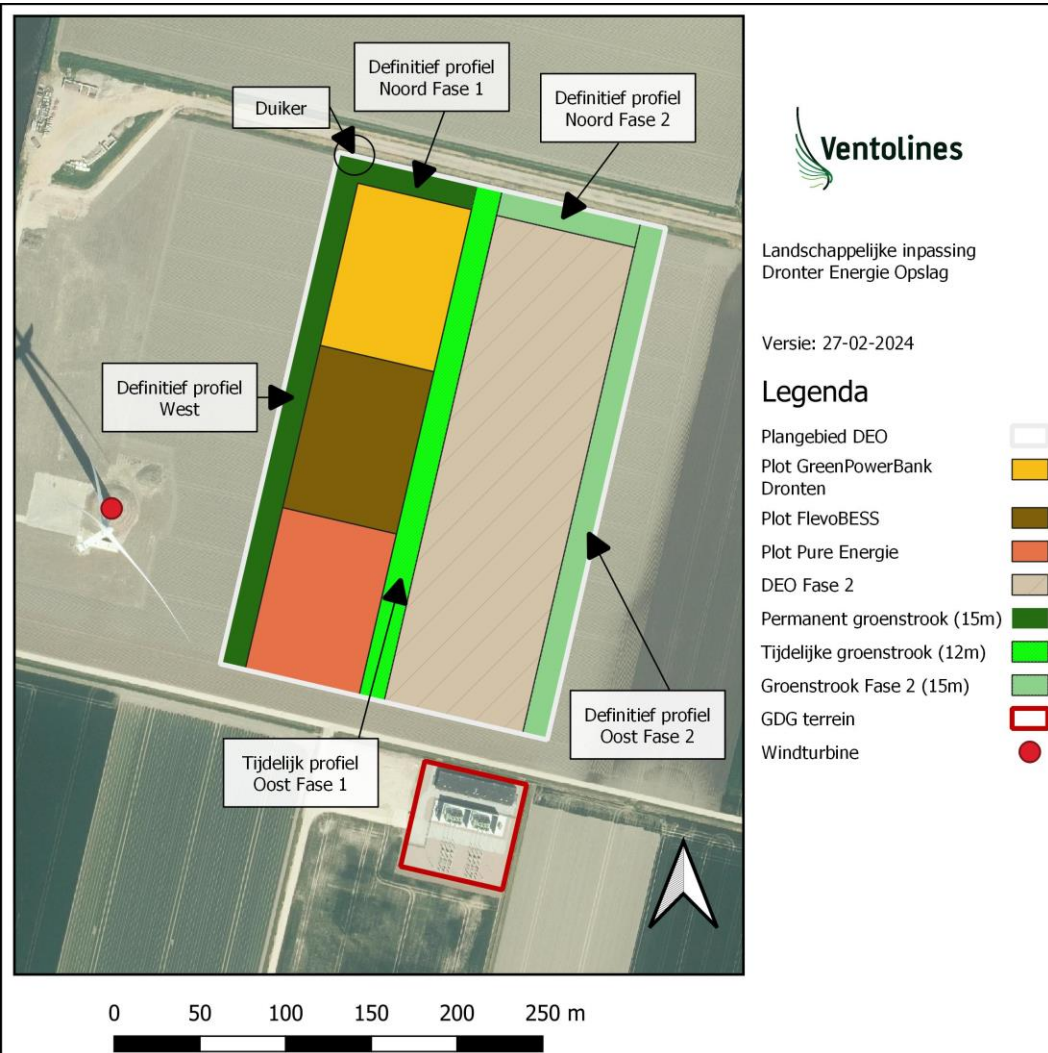 Definitief profiel
Noord Fase 1
Duiker
Definitief profiel
Noord Fase 2
Definitief profiel
West
Tijdelijk profiel
Oost Fase 1
Definitief profiel
Oost Fase 2
Ventolines
Landschappelijke inpassing
Dronter Energie Opslag
Versie: 27-02-2024
Legenda
Plangebied DEO
Plot GreenPowerBank
Dronten
Plot FlevoBESS
Plot Pure Energie
DEO Fase 2
Permanent groenstrook (15m)
Tijdelijke groenstrook (12m)
Groenstrook Fase 2 (15m)
GDG terrein
Windturbine
0 50 100 150 200 250 m